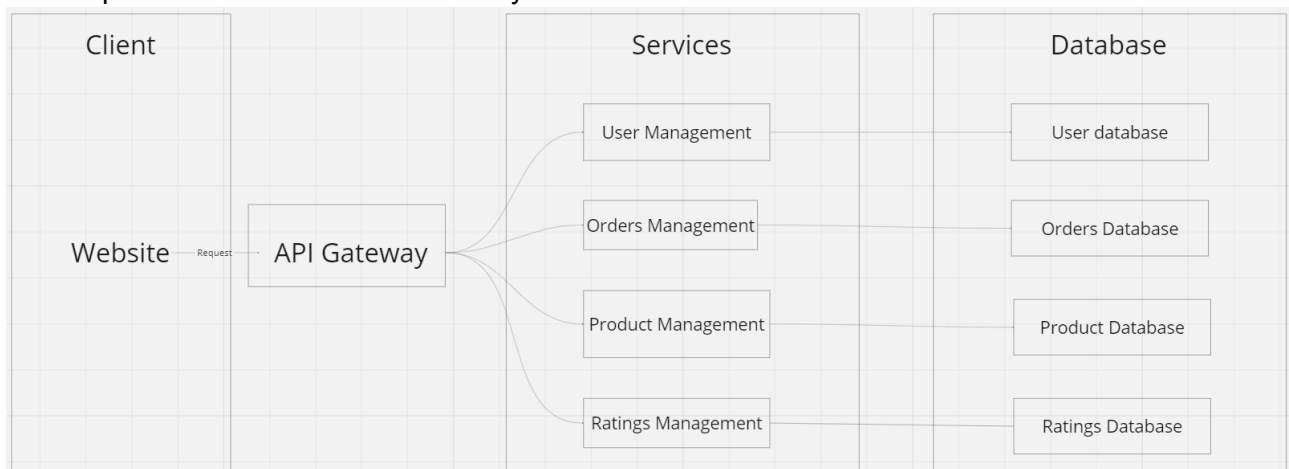 Client
Services
Database
User Management
User database
Orders Management
Orders Database
Website
Request
API Gateway
Product Management
Product Database
Ratings Management
Ratings Database